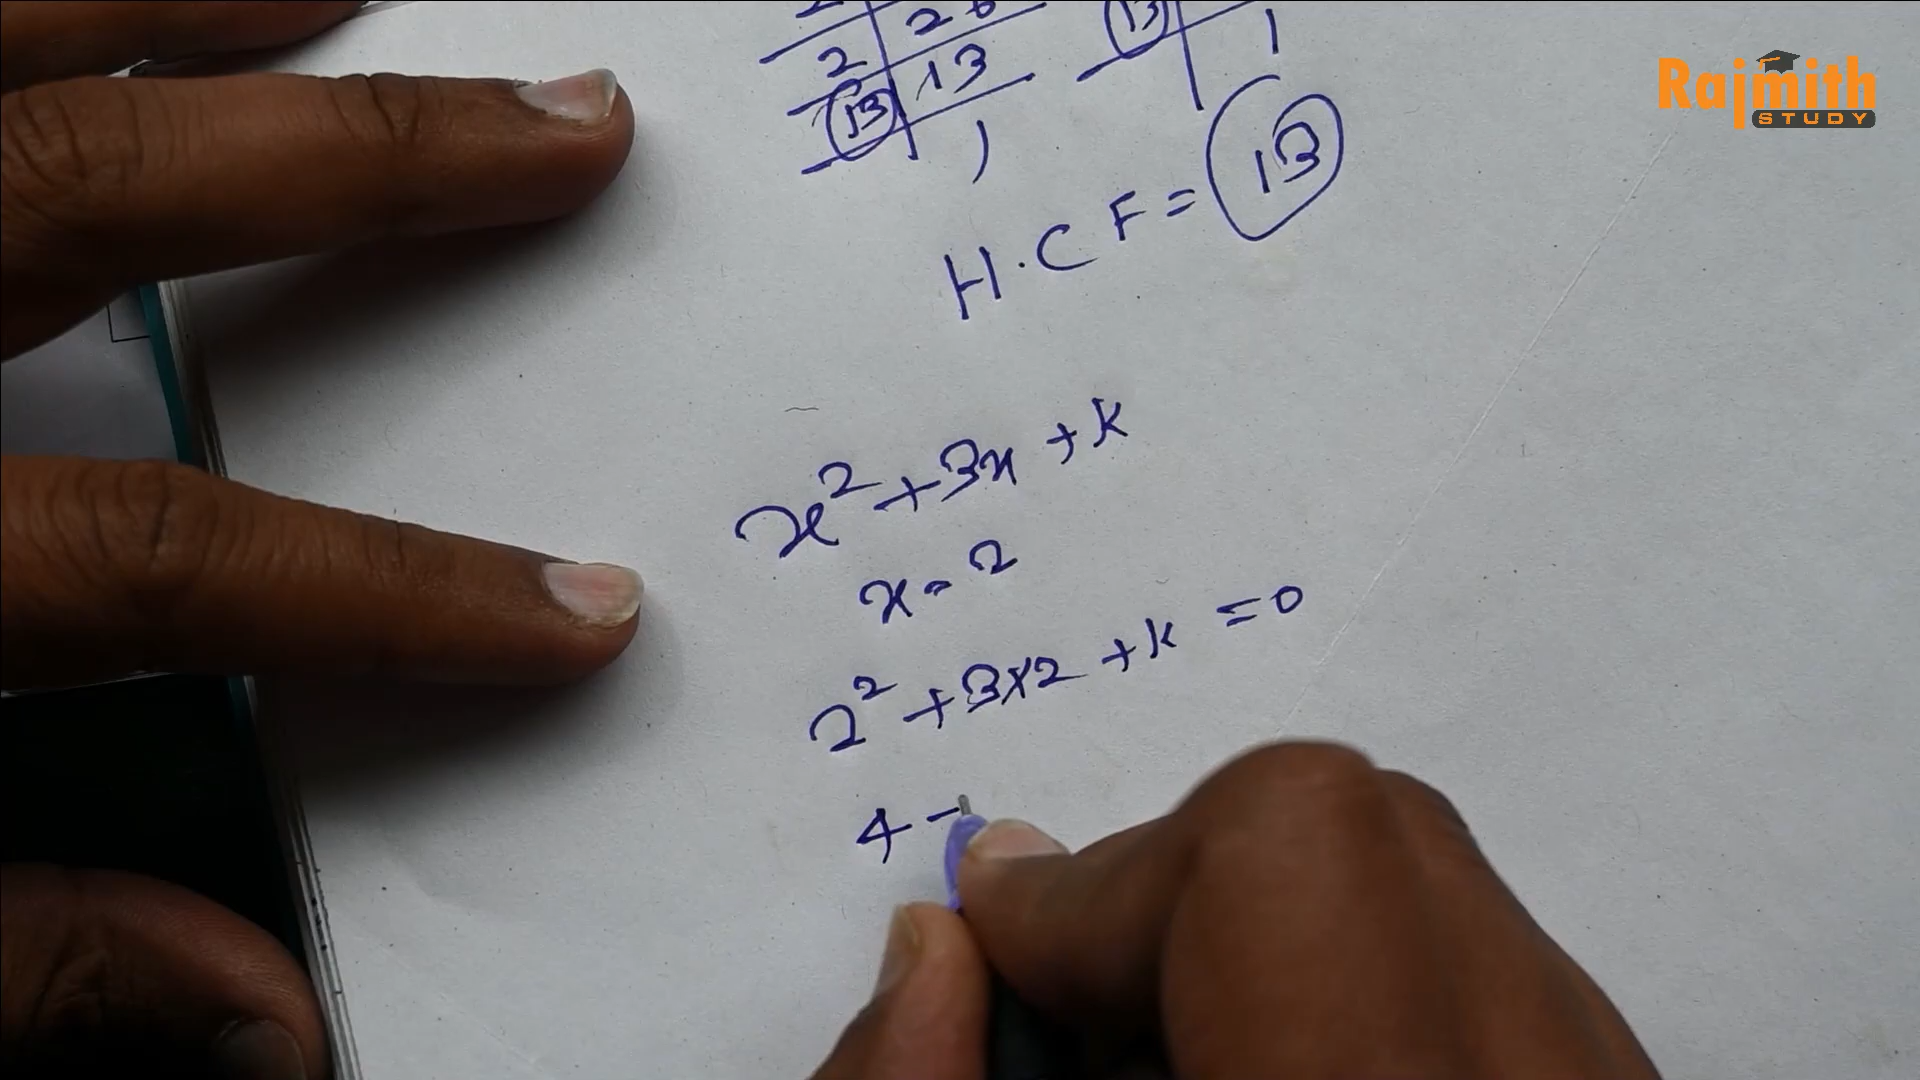 2 26
2 13
13 1
13 1
H.C F = 13
x² + 3x + k
x = 2
2² + 3×2 + k = 0
4 -
Rajmith
STUDY